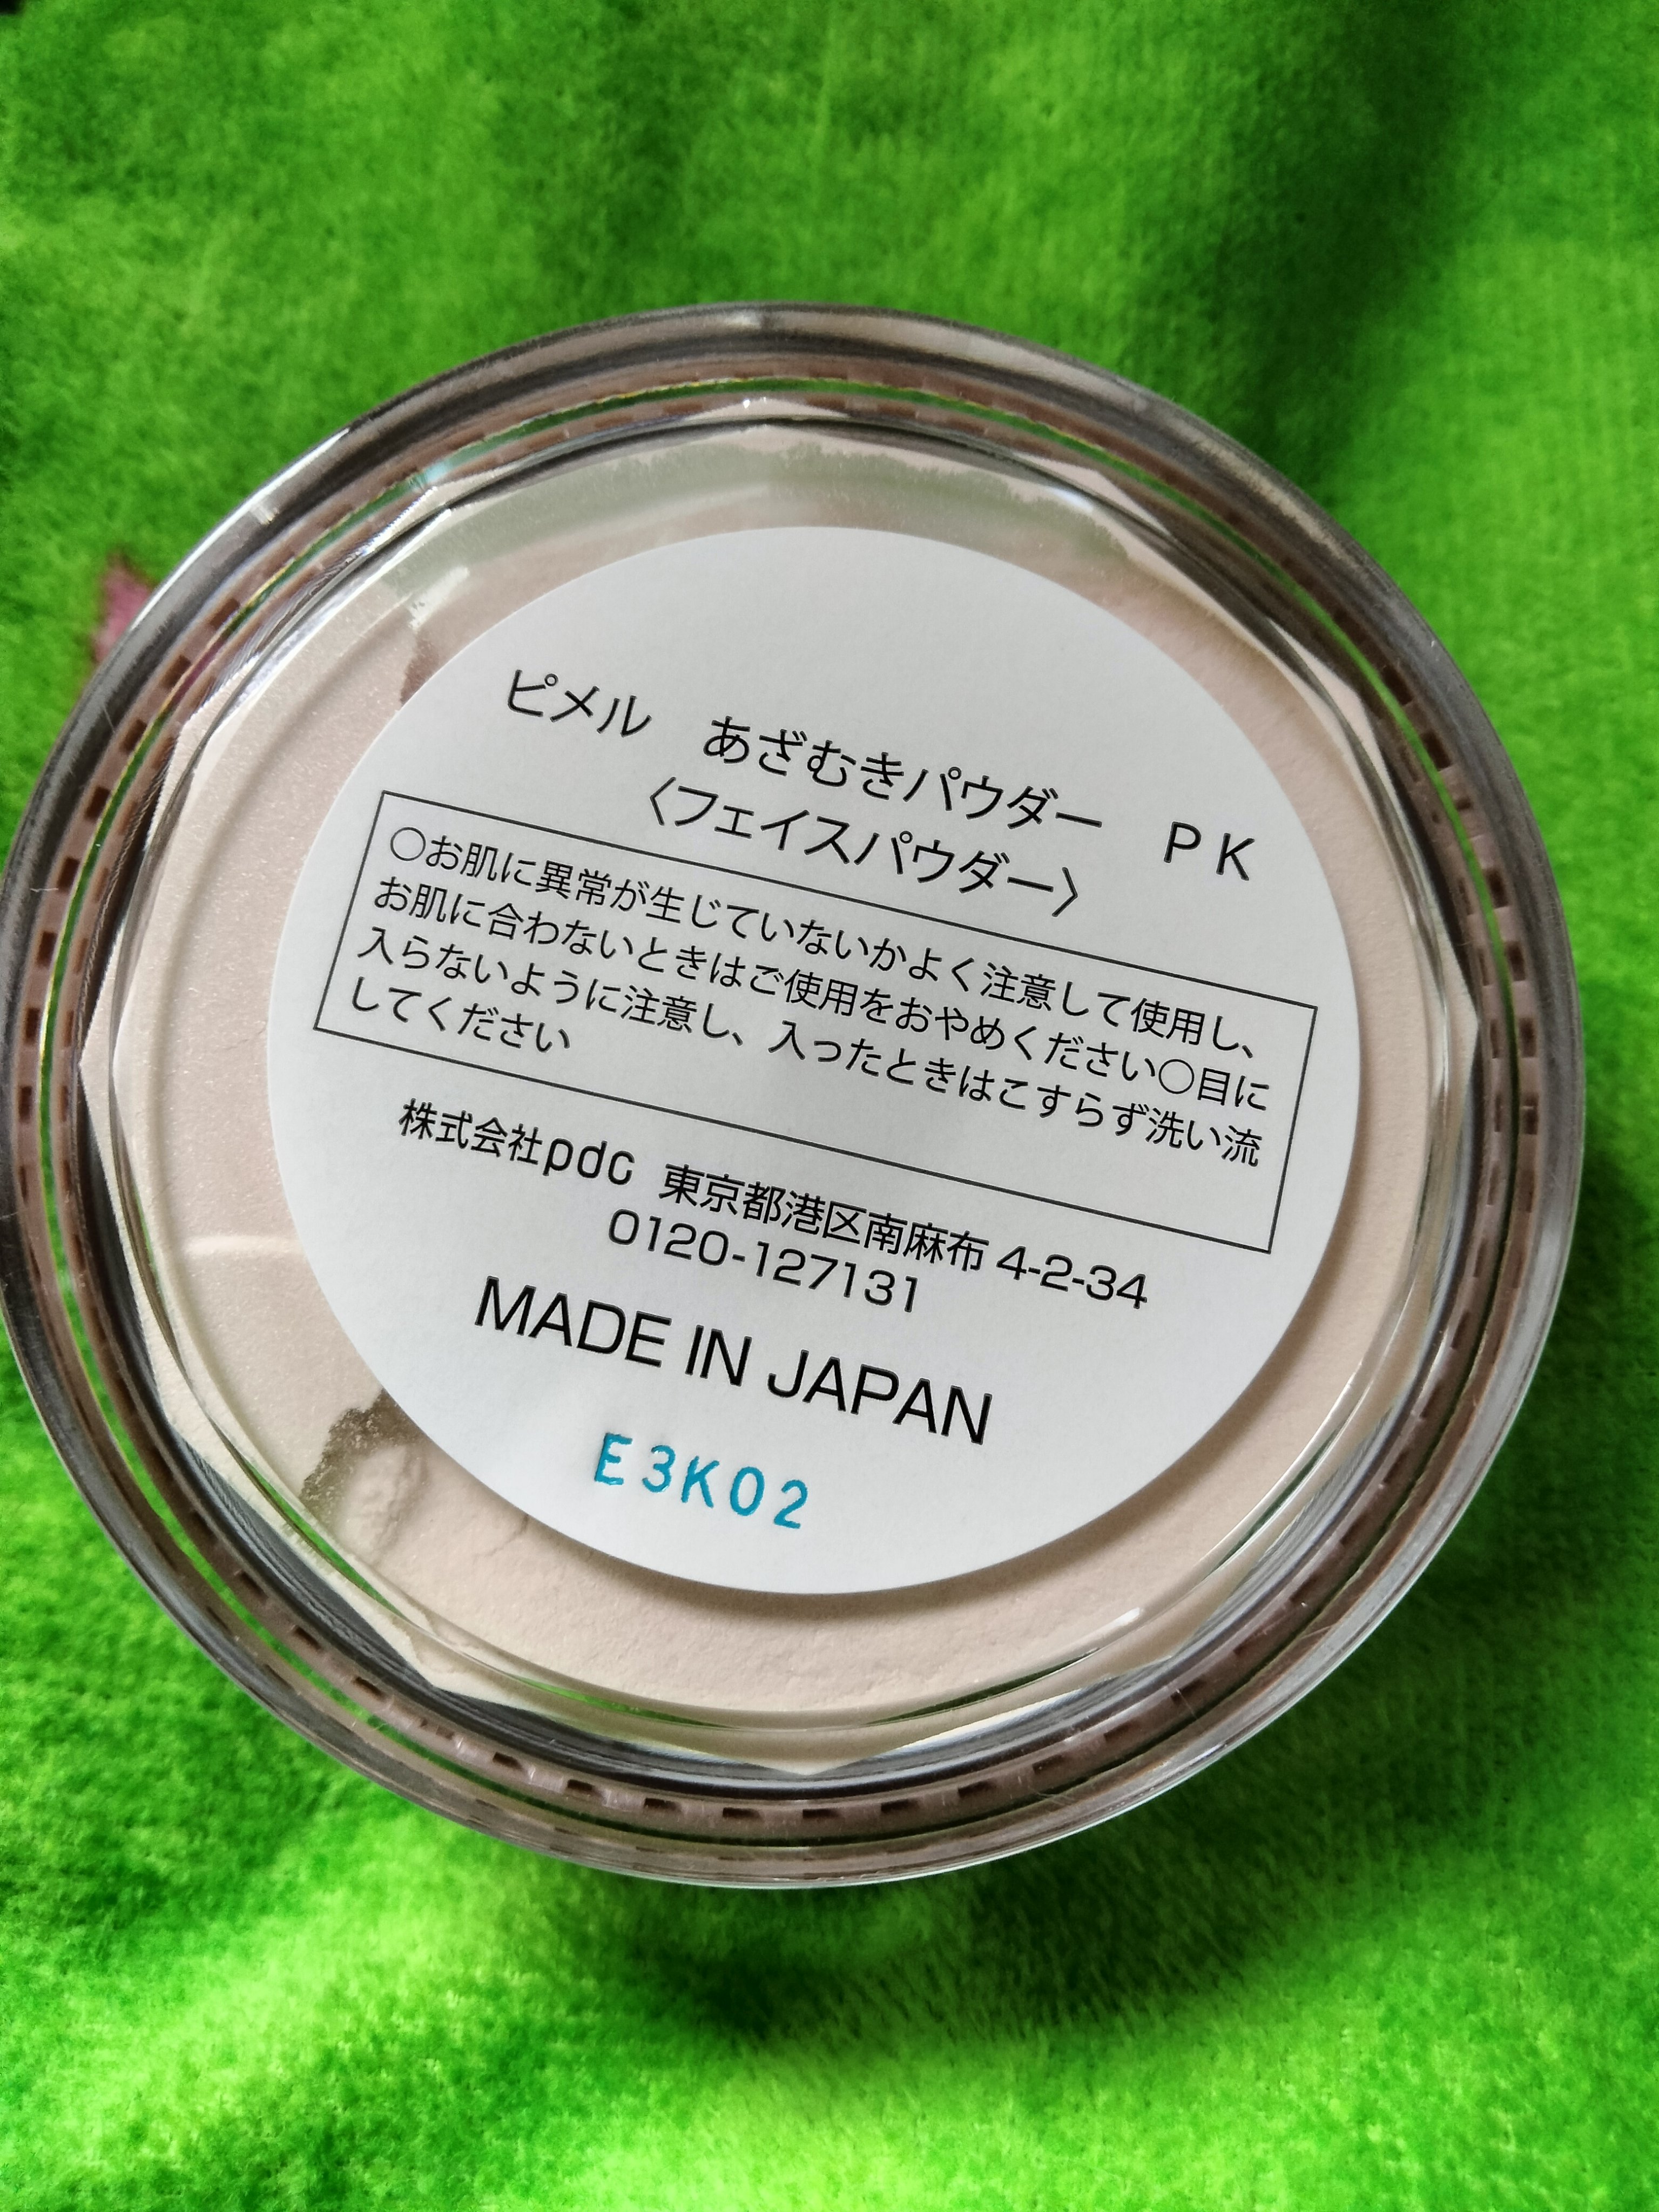 ピメル　あざむきパウダー　PK
〈フェイスパウダー〉
○お肌に異常が生じていないかよく注意して使用し、
お肌に合わないときはご使用をおやめください○目に
入らないように注意し、入ったときはこすらず洗い流
してください
株式会社pdc 東京都港区南麻布 4-2-34
0120-127131
MADE IN JAPAN
E3K02